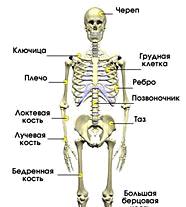 Череп
Ключица
Грудная
клетка
Плечо
Ребро
Позвоночник
Локтевая
кость
Таз
Лучевая
кость
Бедренная
кость
Большая
берцовая